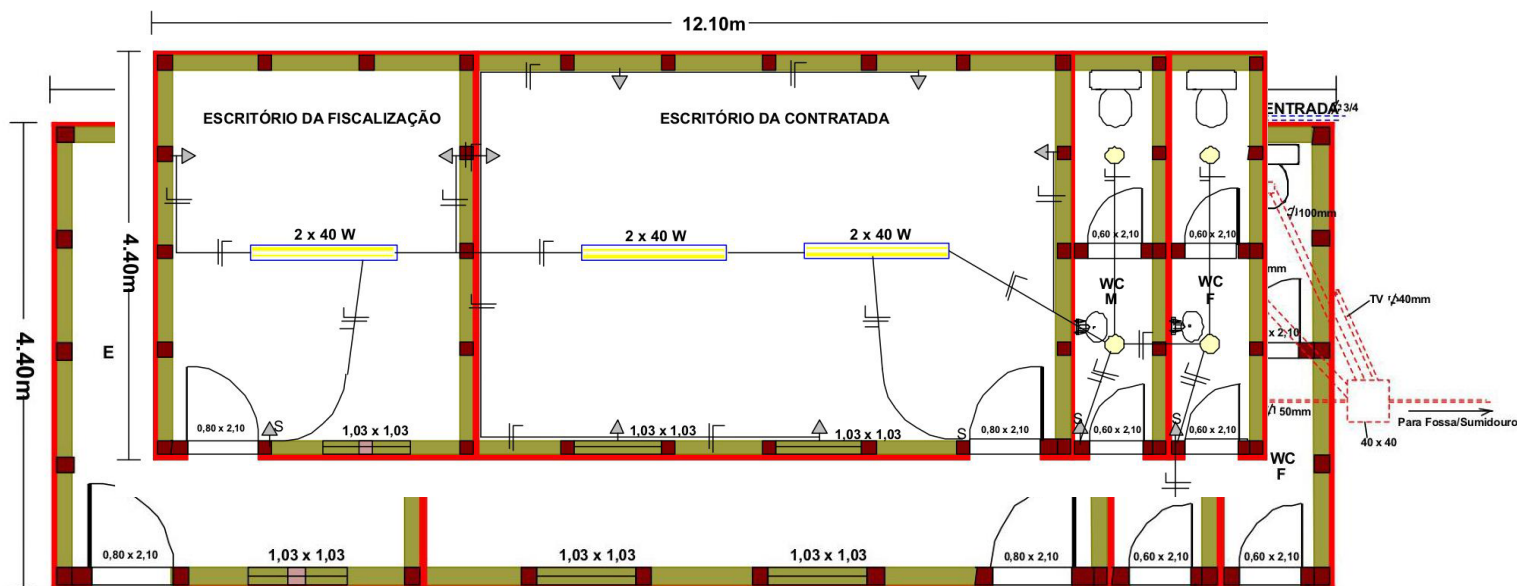 12.10m
ESCRITÓRIO DA FISCALIZAÇÃO
ESCRITÓRIO DA CONTRATADA
ENTRADA
3/4
100mm
2 x 40 W
2 x 40 W
2 x 40 W
0,60 x 2,10
0,60 x 2,10
4.40m
WC
M
WC
F
mm
TV 40mm
x 2,10
4.40m
E
50mm
Para Fossa/Sumidouro
40 x 40
S
S
S
S
0,80 x 2,10
1,03 x 1,03
1,03 x 1,03
1,03 x 1,03
0,80 x 2,10
0,60 x 2,10
0,60 x 2,10
WC
F
0,80 x 2,10
1,03 x 1,03
1,03 x 1,03
1,03 x 1,03
0,80 x 2,10
0,60 x 2,10
0,60 x 2,10